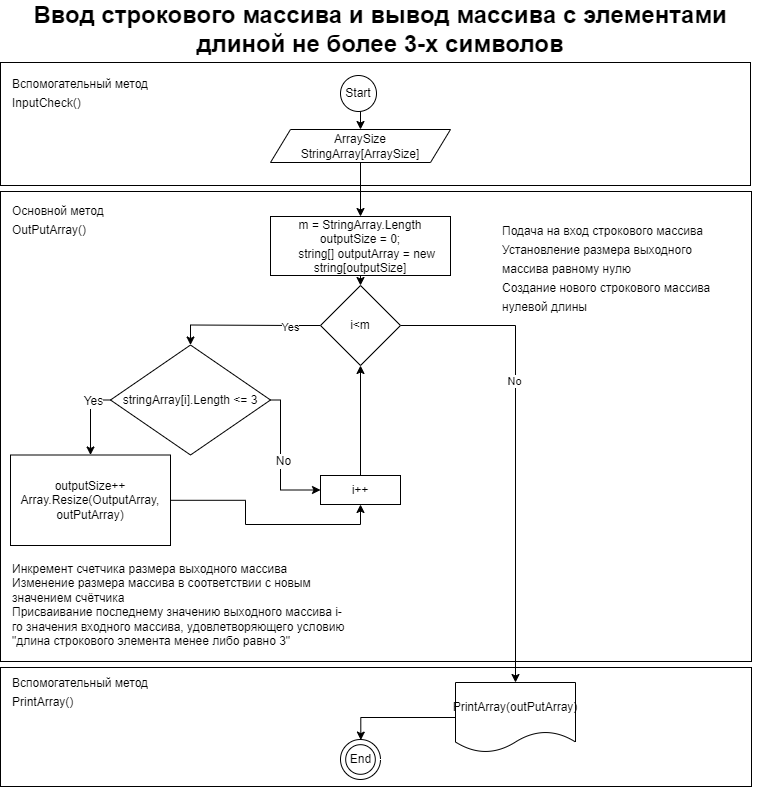 Ввод строкового массива и вывод массива с элементами
длиной не более 3-х символов
Вспомогательный метод
InputCheck()
Start
ArraySize
StringArray[ArraySize]
Основной метод
OutPutArray()
m = StringArray.Length
outputSize = 0;
string[] outputArray = new
string[outputSize]
Подача на вход строкового массива
Установление размера выходного
массива равному нулю
Создание нового строкового массива
нулевой длины
i<m
Yes
No
stringArray[i].Length <= 3
Yes
No
outputSize++
Array.Resize(OutputArray,
outPutArray)
i++
Инкремент счетчика размера выходного массива
Изменение размера массива в соответствии с новым
значением счётчика
Присваивание последнему значению выходного массива i-
го значения входного массива, удовлетворяющего условию
"длина строкового элемента менее либо равно 3"
Вспомогательный метод
PrintArray()
PrintArray(outPutArray)
End